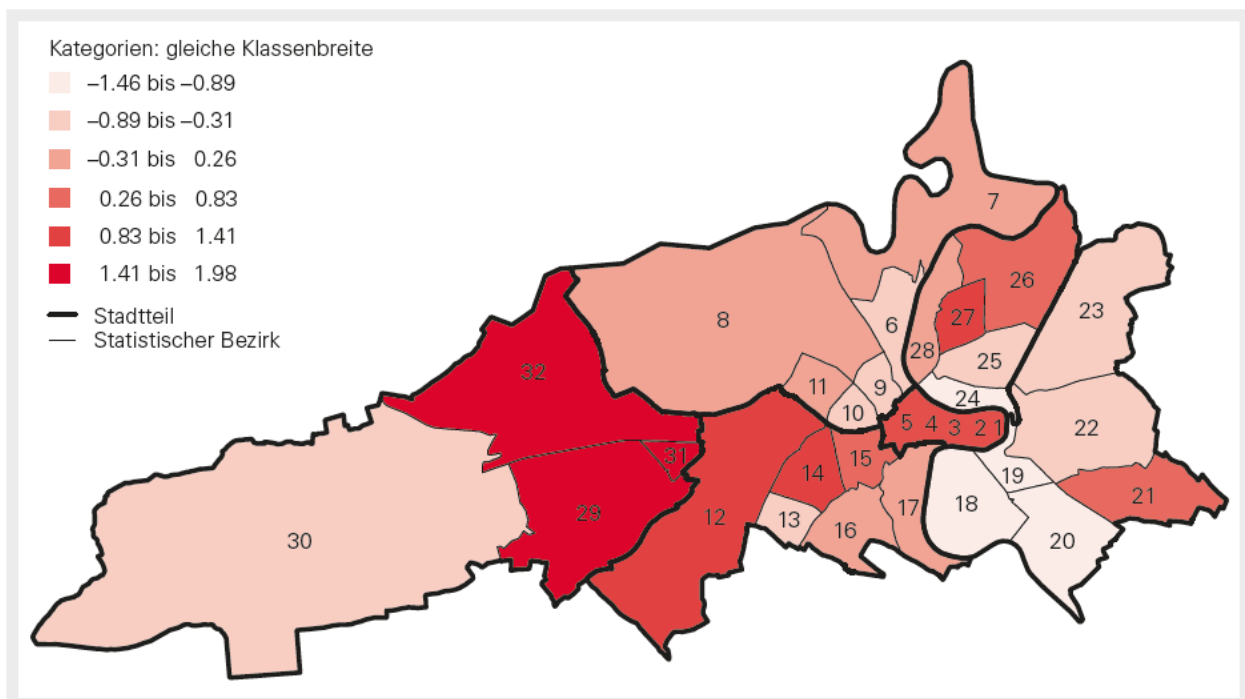 Kategorien: gleiche Klassenbreite
–1.46 bis –0.89
–0.89 bis –0.31
–0.31 bis 0.26
0.26 bis 0.83
0.83 bis 1.41
1.41 bis 1.98
Stadtteil
Statistischer Bezirk
7
26
23
8
6
27
28
25
32
11
9
24
10
5 4 3 2 1
22
31
15
14
19
21
29
12
13
16
17
18
20
30